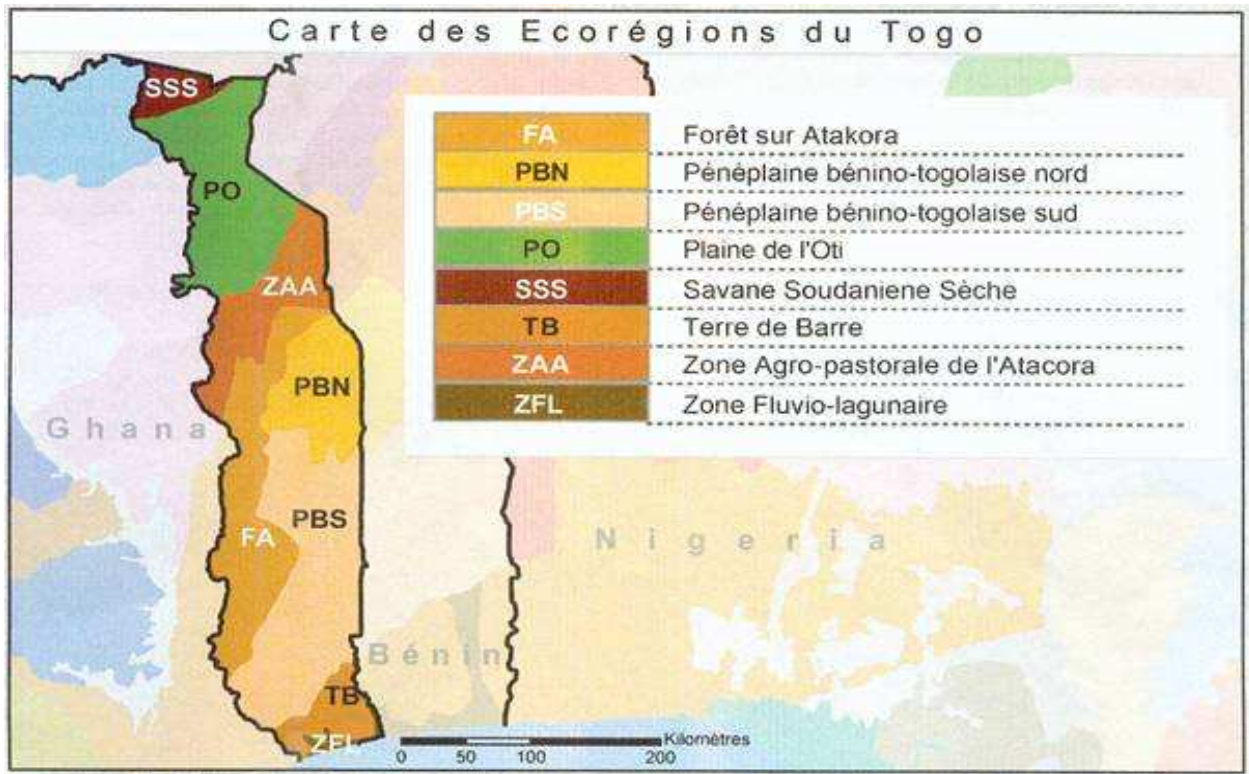 Carte des Ecorégions du Togo
SSS
PO
ZAA
PBN
PBS
FA
TB
ZFL
FA Forêt sur Atakora
PBN Pénéplaine bénino-togolaise nord
PBS Pénéplaine bénino-togolaise sud
PO Plaine de l'Oti
SSS Savane Soudaniene Sèche
TB Terre de Barre
ZAA Zone Agro-pastorale de l'Atacora
ZFL Zone Fluvio-lagunaire
Ghana
Nigeria
Bénin
Kilomètres
0 50 100 200